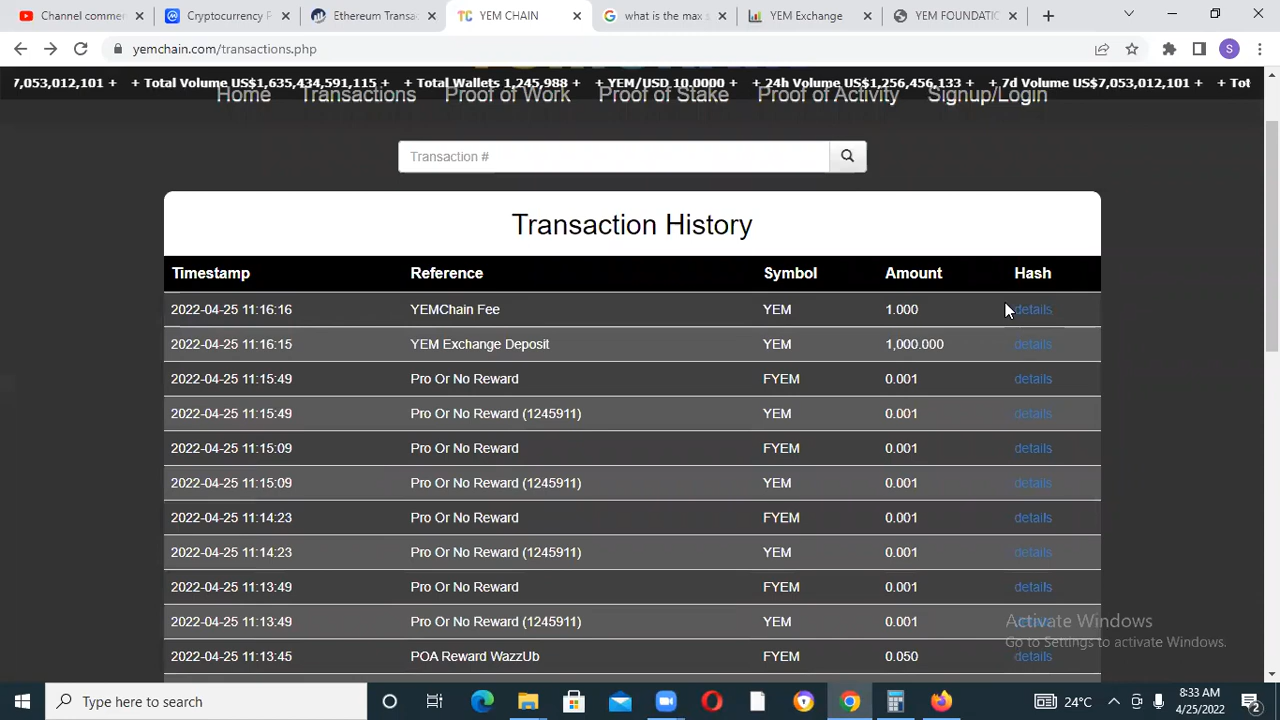 Channel commen
Cryptocurrency P
Ethereum Transa
YEM CHAIN
what is the max s
YEM Exchange
YEM FOUNDATIO
yemchain.com/transactions.php
7,053,012,101 + + Total Volume US$1,635,434,591,115 + + Total Wallets 1,245,988 + + YEM/USD 10.0000 + + 24h Volume US$1,256,456,133 + + 7d Volume US$7,053,012,101 + + Tot
Home Transactions Proof of Work Proof of Stake Proof of Activity Signup/Login
Transaction #
Transaction History
Timestamp Reference Symbol Amount Hash
2022-04-25 11:16:16 YEMChain Fee YEM 1.000 details
2022-04-25 11:16:15 YEM Exchange Deposit YEM 1,000.000 details
2022-04-25 11:15:49 Pro Or No Reward FYEM 0.001 details
2022-04-25 11:15:49 Pro Or No Reward (1245911) YEM 0.001 details
2022-04-25 11:15:09 Pro Or No Reward FYEM 0.001 details
2022-04-25 11:15:09 Pro Or No Reward (1245911) YEM 0.001 details
2022-04-25 11:14:23 Pro Or No Reward FYEM 0.001 details
2022-04-25 11:14:23 Pro Or No Reward (1245911) YEM 0.001 details
2022-04-25 11:13:49 Pro Or No Reward FYEM 0.001 details
2022-04-25 11:13:49 Pro Or No Reward (1245911) YEM 0.001 details
2022-04-25 11:13:45 POA Reward WazzUb FYEM 0.050 details
Activate Windows
Go to Settings to activate Windows.
Type here to search
24°C
8:33 AM
4/25/2022
2